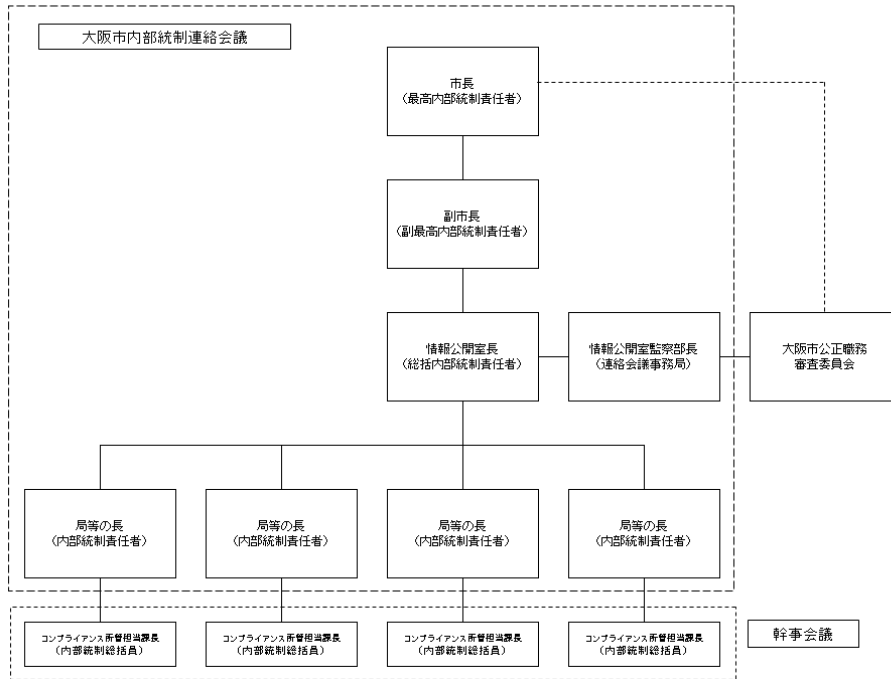 大阪市内部統制連絡会議
市長
(最高内部統制責任者)
副市長
(副最高内部統制責任者)
情報公開室長
(総括内部統制責任者)
情報公開室監察部長
(連絡会議事務局)
大阪市公正職務
審査委員会
局等の長
(内部統制責任者)
局等の長
(内部統制責任者)
局等の長
(内部統制責任者)
局等の長
(内部統制責任者)
コンプライアンス所管担当課長
(内部統制総括員)
コンプライアンス所管担当課長
(内部統制総括員)
コンプライアンス所管担当課長
(内部統制総括員)
コンプライアンス所管担当課長
(内部統制総括員)
幹事会議